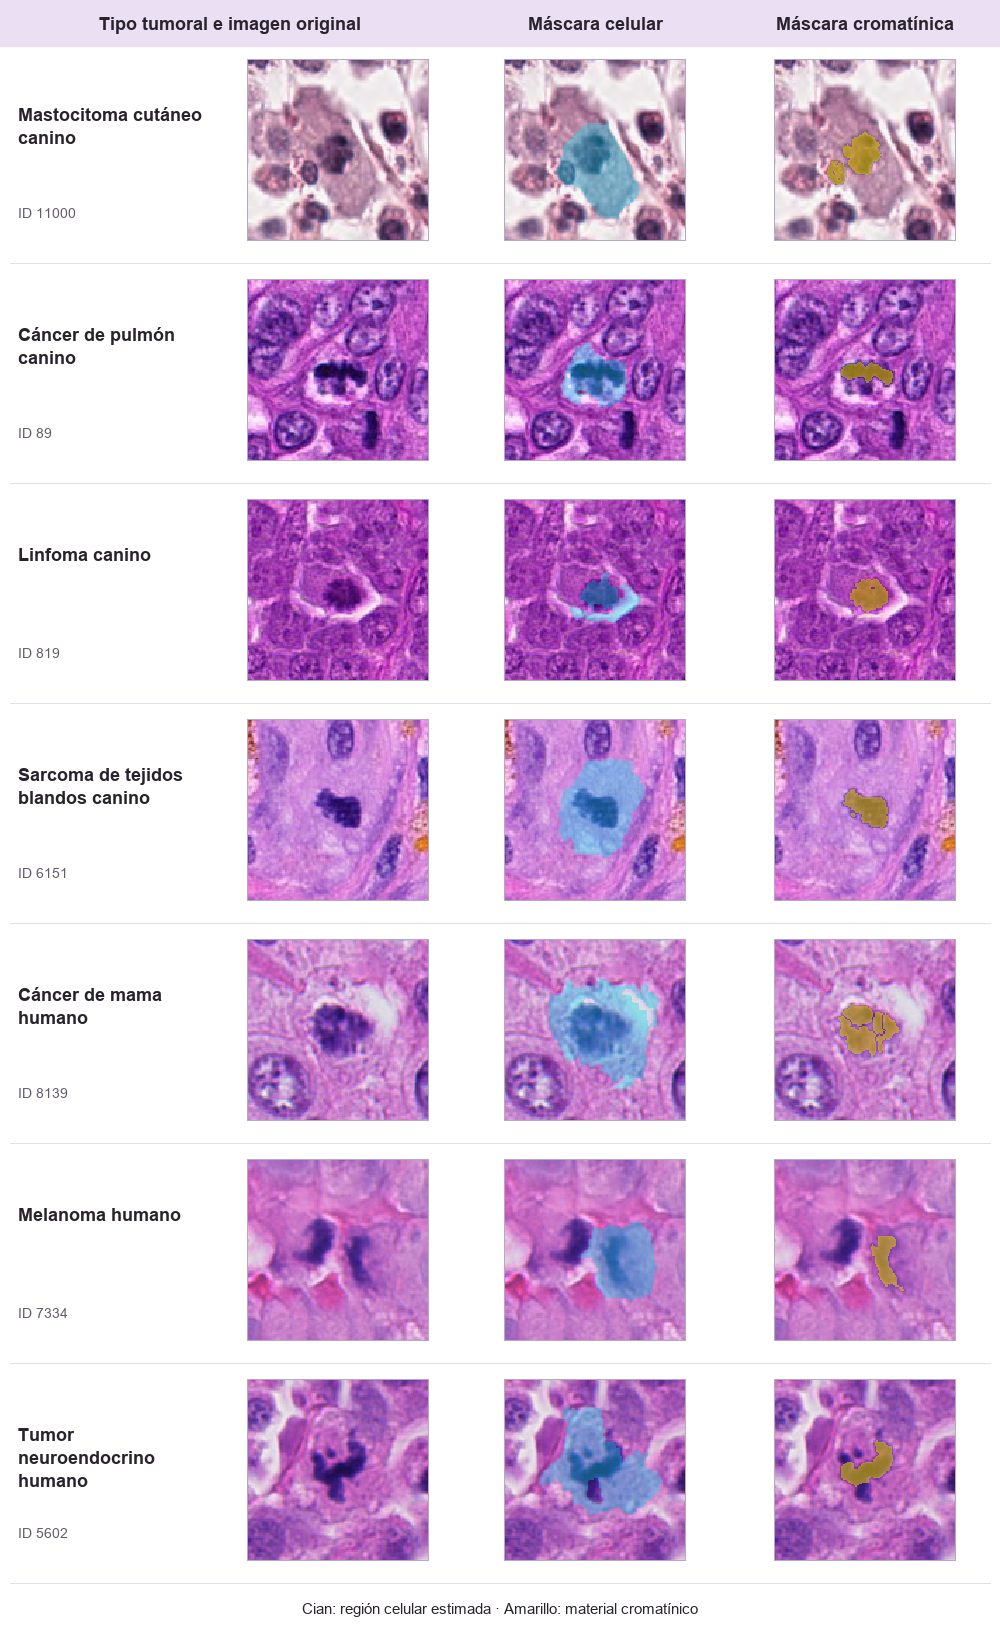 Tipo tumoral e imagen original
Máscara celular
Máscara cromatínica
Mastocitoma cutáneo
canino
ID 11000
Cáncer de pulmón
canino
ID 89
Linfoma canino
ID 819
Sarcoma de tejidos
blandos canino
ID 6151
Cáncer de mama
humano
ID 8139
Melanoma humano
ID 7334
Tumor
neuroendocrino
humano
ID 5602
Cian: región celular estimada · Amarillo: material cromatínico